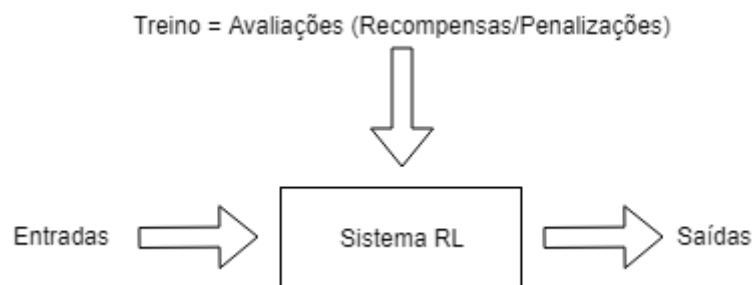 Treino = Avaliações (Recompensas/Penalizações)
Entradas
Sistema RL
Saídas